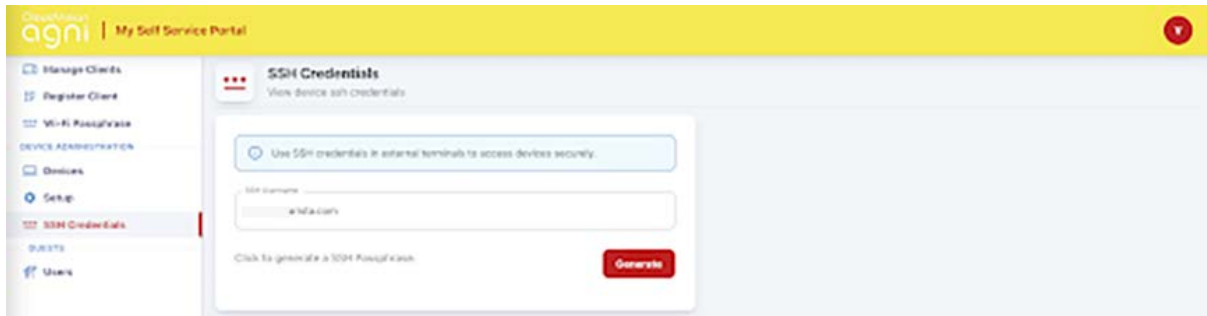 CloudVision
agni | My Self Service Portal
Y
Manage Clients
Register Client
Wi-Fi Passphrase
DEVICE ADMINISTRATION
Devices
Setup
SSH Credentials
GUESTS
Users
SSH Credentials
View device ssh credentials
Use SSH credentials in external terminals to access devices securely.
SSH Username
arista.com
Click to generate a SSH Passphrase.
Generate